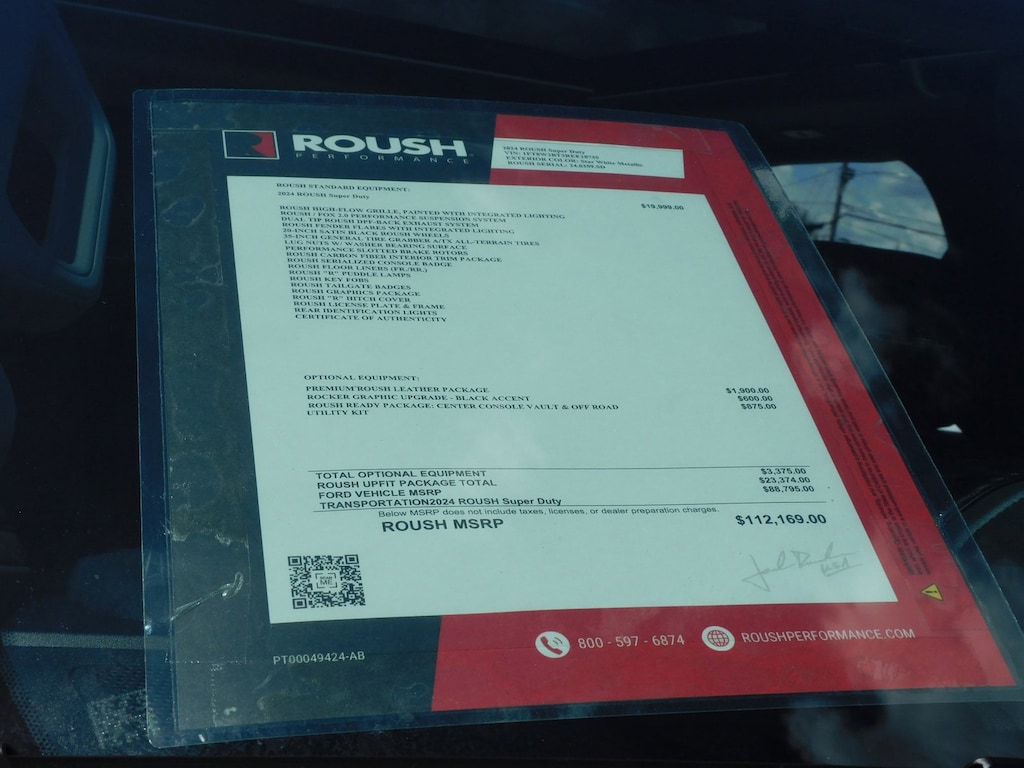 ROUSH
PERFORMANCE
2024 ROUSH Super Duty
EXTERIOR COLOR: Star White Metallic
ROUSH STANDARD EQUIPMENT:
2024 ROUSH Super Duty $19,999.00
ROUSH HIGH-FLOW GRILLE, PAINTED WITH INTEGRATED LIGHTING
ROUSH / FOX 2.0 PERFORMANCE SUSPENSION SYSTEM
DUAL TIP ROUSH DPF-BACK EXHAUST SYSTEM
ROUSH FENDER FLARES WITH INTEGRATED LIGHTING
20-INCH SATIN BLACK ROUSH WHEELS
35-INCH GENERAL TIRE GRABBER A/TX ALL-TERRAIN TIRES
LUG NUTS W/ WASHER BEARING SURFACE
PERFORMANCE SLOTTED BRAKE ROTORS
ROUSH CARBON FIBER INTERIOR TRIM PACKAGE
ROUSH SERIALIZED CONSOLE BADGE
ROUSH FLOOR LINERS (FR./RR.)
ROUSH "R" PUDDLE LAMPS
ROUSH KEY FOBS
ROUSH TAILGATE BADGES
ROUSH GRAPHICS PACKAGE
ROUSH "R" HITCH COVER
ROUSH LICENSE PLATE & FRAME
REAR IDENTIFICATION LIGHTS
CERTIFICATE OF AUTHENTICITY
OPTIONAL EQUIPMENT:
PREMIUM ROUSH LEATHER PACKAGE $1,900.00
ROCKER GRAPHIC UPGRADE - BLACK ACCENT $600.00
ROUSH READY PACKAGE: CENTER CONSOLE VAULT & OFF ROAD $875.00
UTILITY KIT
TOTAL OPTIONAL EQUIPMENT $3,375.00
ROUSH UPFIT PACKAGE TOTAL $23,374.00
FORD VEHICLE MSRP $88,795.00
TRANSPORTATION2024 ROUSH Super Duty
Below MSRP does not include taxes, licenses, or dealer preparation charges.
ROUSH MSRP $112,169.00
PT00049424-AB
800 - 597 - 6874
ROUSHPERFORMANCE.COM